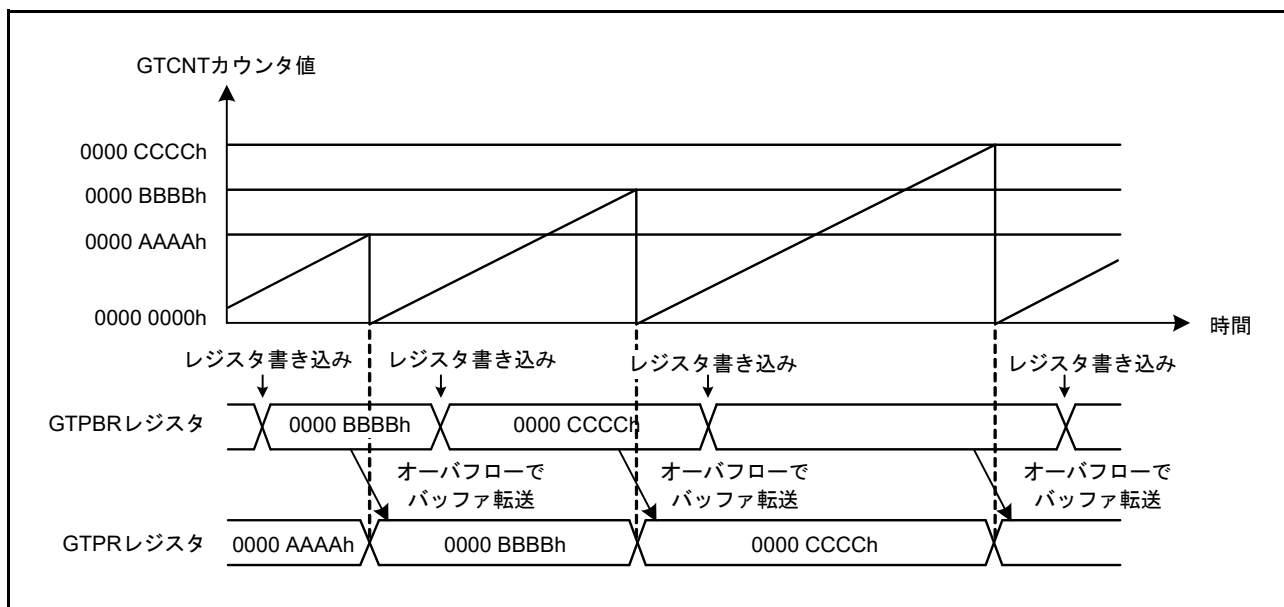 GTCNTカウンタ値
0000 CCCCh
0000 BBBBh
0000 AAAAh
0000 0000h
時間
レジスタ書き込み
レジスタ書き込み
レジスタ書き込み
レジスタ書き込み
GTPBRレジスタ
0000 BBBBh
0000 CCCCh
オーバフローで
バッファ転送
オーバフローで
バッファ転送
オーバフローで
バッファ転送
GTPRレジスタ
0000 AAAAh
0000 BBBBh
0000 CCCCh